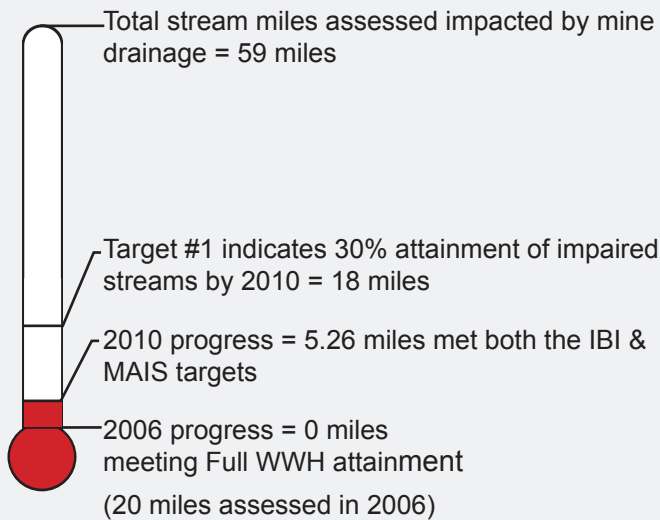 Total stream miles assessed impacted by mine
drainage = 59 miles
Target #1 indicates 30% attainment of impaired
streams by 2010 = 18 miles
2010 progress = 5.26 miles met both the IBI &
MAIS targets
2006 progress = 0 miles
meeting Full WWH attainment
(20 miles assessed in 2006)